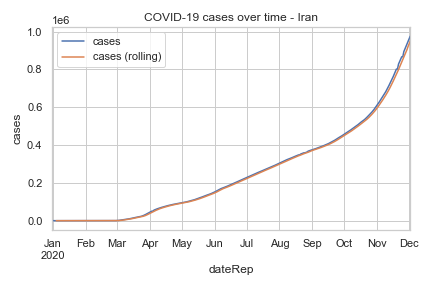 COVID-19 cases over time - Iran
1e6
cases
cases (rolling)
1.0
0.8
0.6
0.4
0.2
0.0
cases
Jan Feb Mar Apr May Jun Jul Aug Sep Oct Nov Dec
2020
dateRep